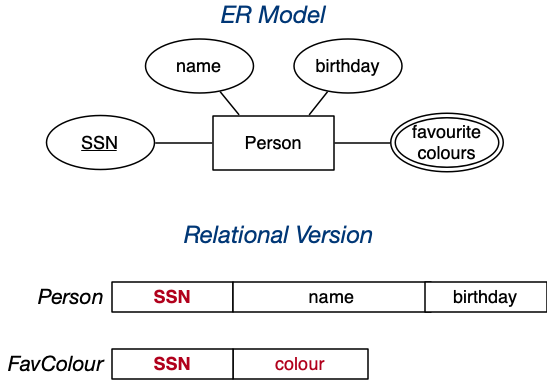 ER Model
name
birthday
SSN
Person
favourite
colours
Relational Version
Person SSN name birthday
FavColour SSN colour